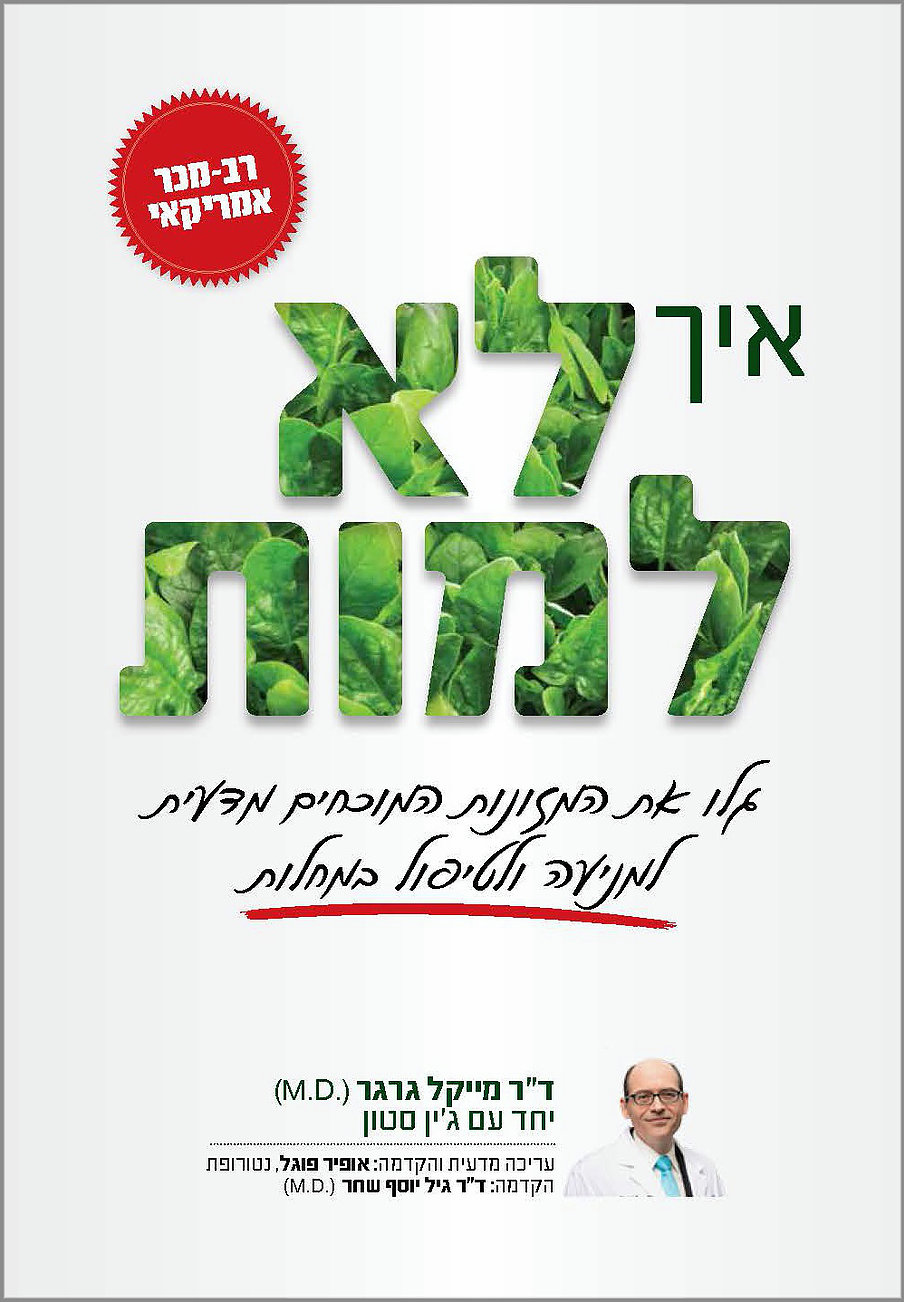 רב-מכר
אמריקאי
איך לא
למות
גלו את המזונות המוכחים מדעית
למניעה ולטיפול במחלות
ד"ר מייקל גרגר (M.D.)
יחד עם ג'ין סטון
עריכה מדעית והקדמה: אופיר פוגל, נטורופת
הקדמה: ד"ר גיל יוסף שחר (M.D.)